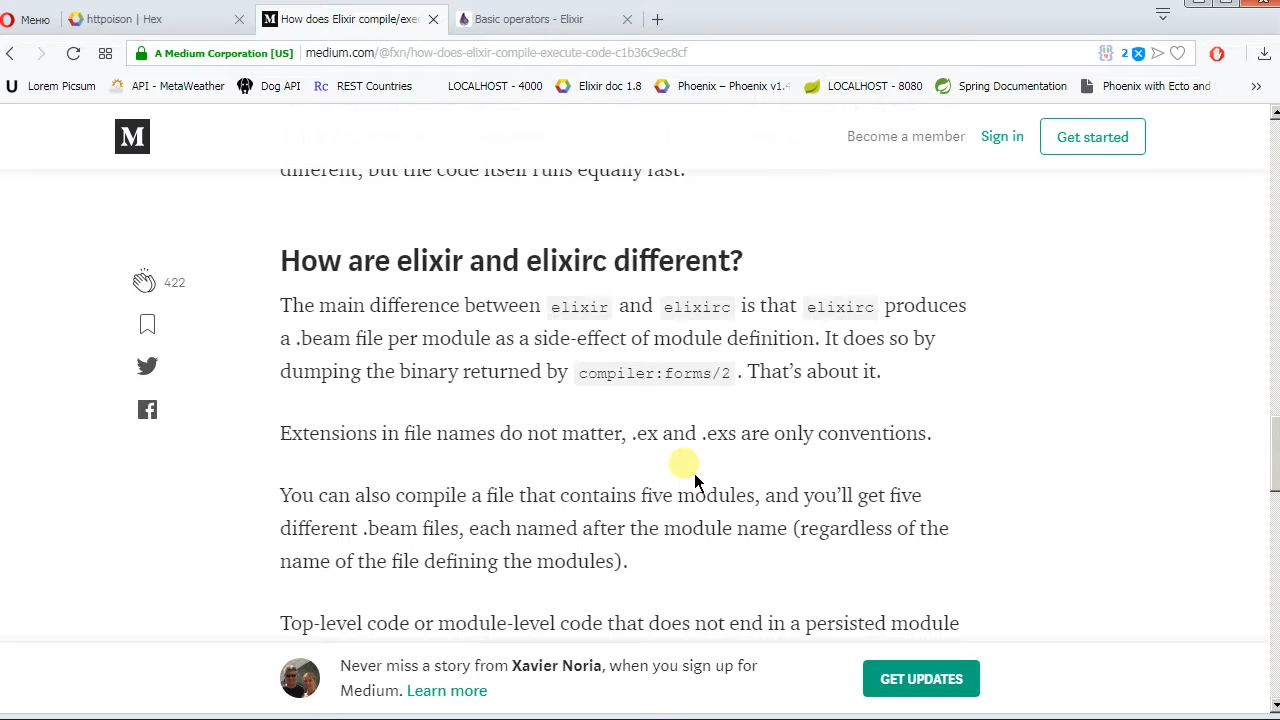 Меню
httpoison | Hex
How does Elixir compile/exe
Basic operators - Elixir
A Medium Corporation [US]
medium.com/@fxn/how-does-elixir-compile-execute-code-c1b36c9ec8cf
2
U Lorem Picsum
API - MetaWeather
Dog API
Rc REST Countries
LOCALHOST - 4000
Elixir doc 1.8
Phoenix – Phoenix v1.4
LOCALHOST - 8080
Spring Documentation
Phoenix with Ecto and
M
Become a member
Sign in
Get started
different, but the code itself runs equally fast.
How are elixir and elixirc different?
422
The main difference between elixir and elixirc is that elixirc produces
a .beam file per module as a side-effect of module definition. It does so by
dumping the binary returned by compiler:forms/2 . That’s about it.
Extensions in file names do not matter, .ex and .exs are only conventions.
You can also compile a file that contains five modules, and you’ll get five
different .beam files, each named after the module name (regardless of the
name of the file defining the modules).
Top-level code or module-level code that does not end in a persisted module
Never miss a story from Xavier Noria, when you sign up for
Medium. Learn more
GET UPDATES